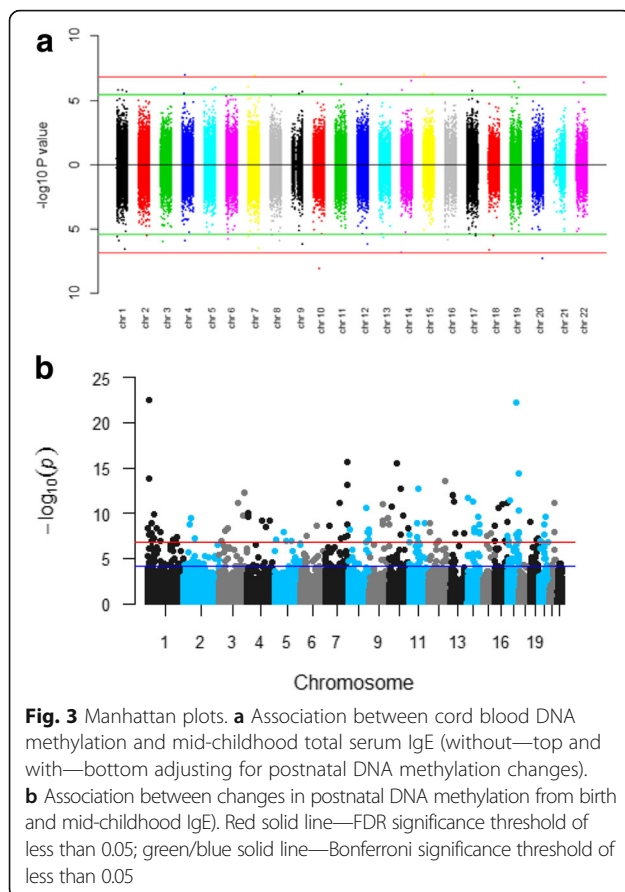 a
10
5
0
5
10
-log10 P value
chr 1 chr 2 chr 3 chr 4 chr 5 chr 6 chr 7 chr 8 chr 9 chr 10 chr 11 chr 12 chr 13 chr 14 chr 15 chr 16 chr 17 chr 18 chr 19 chr 20 chr 21 chr 22
b
25
20
15
10
5
0
−log10(p)
1 2 3 4 5 6 7 9 11 13 16 19
Chromosome
Fig. 3 Manhattan plots. a Association between cord blood DNA
methylation and mid-childhood total serum IgE (without—top and
with—bottom adjusting for postnatal DNA methylation changes).
b Association between changes in postnatal DNA methylation from birth
and mid-childhood IgE). Red solid line—FDR significance threshold of
less than 0.05; green/blue solid line—Bonferroni significance threshold of
less than 0.05